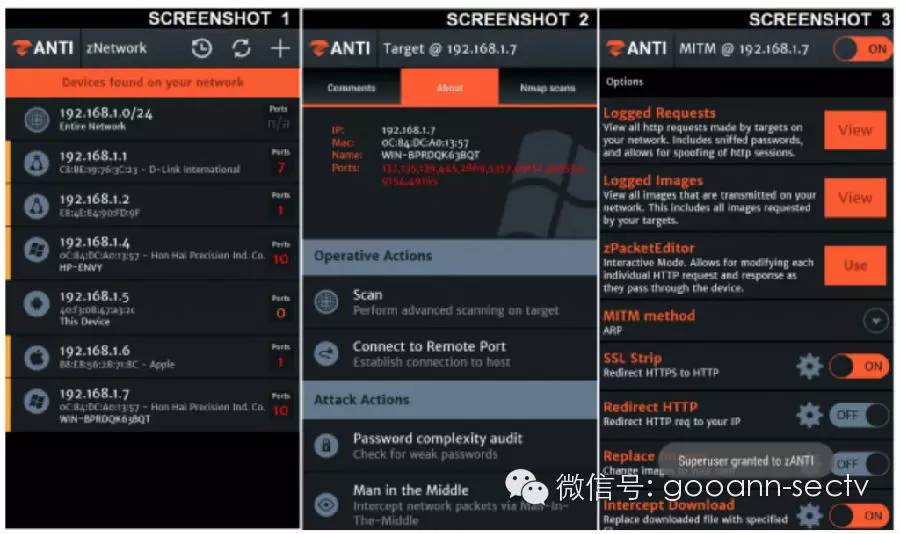 SCREENSHOT 1
ANTI zNetwork
Devices found on your network
192.168.1.0/24
Entire Network
Ports
n/a
192.168.1.1
C8:BE:19:76:3C:23 - D-Link International
Ports
7
192.168.1.2
E8:4E:84:90:FD:9F
Ports
1
192.168.1.4
0C:84:DC:A0:13:57 - Hon Hai Precision Ind. Co.
HP-ENVY
Ports
10
192.168.1.5
This Device
Ports
0
192.168.1.6
B8:E8:56:2B:71:8C - Apple
Ports
1
192.168.1.7
0C:84:DC:A0:13:57 - Hon Hai Precision Ind. Co.
WIN-BPRDQK63BQT
Ports
10
SCREENSHOT 2
ANTI Target @ 192.168.1.7
Comments
About
Nmap scans
IP: 192.168.1.7
Mac: 0C:84:DC:A0:13:57
Name: WIN-BPRDQK63BQT
Ports:
Operative Actions
Scan
Perform advanced scanning on target
Connect to Remote Port
Establish connection to host
Attack Actions
Password complexity audit
Check for weak passwords
Man in the Middle
Intercept network packets via Man-In-
The-Middle
SCREENSHOT 3
ANTI MITM @ 192.168.1.7 ON
Options
Logged Requests
View all http requests made by targets on
your network. Includes sniffed passwords,
and allows for spoofing of http sessions.
View
Logged Images
View all images that are transmitted on your
network. This includes all images requested
by your targets.
View
zPacketEditor
Interactive Mode. Allows for modifying each
individual HTTP request and response as
they pass through the device.
Use
MITM method
ARP
SSL Strip
Redirect HTTPS to HTTP
ON
Redirect HTTP
Redirect HTTP req to your IP
OFF
Replace
Change images
OFF
Superuser granted to zANTI
Intercept Download
Replace downloaded file with specified
ON
微信号: gooann-sectv